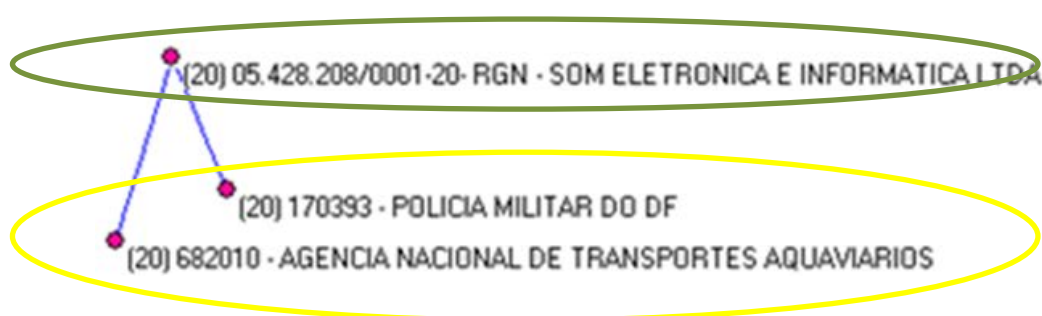 (20) 05.428.208/0001-20- RGN - SOM ELETRONICA E INFORMATICA LTDA
(20) 170393 - POLICIA MILITAR DO DF
(20) 682010 - AGENCIA NACIONAL DE TRANSPORTES AQUAVIARIOS